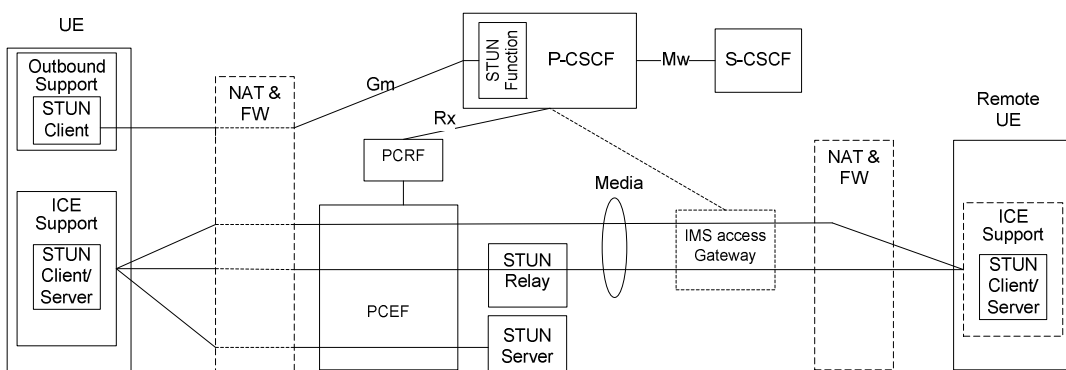 UE
Outbound
Support
STUN
Client
ICE
Support
STUN
Client/
Server
NAT &
FW
Gm
STUN
Function
P-CSCF
Mw
S-CSCF
Rx
PCRF
PCEF
STUN
Relay
STUN
Server
Media
IMS access
Gateway
NAT &
FW
Remote
UE
ICE
Support
STUN
Client/
Server